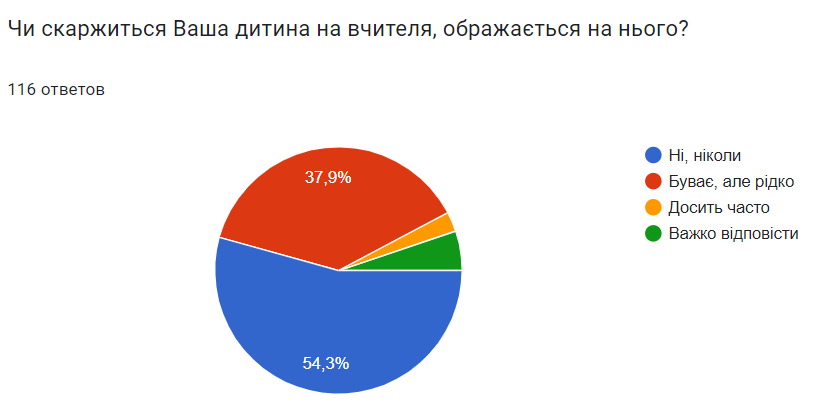 Чи скаржиться Ваша дитина на вчителя, ображається на нього?
116 ответов
37,9%
54,3%
Ні, ніколи
Буває, але рідко
Досить часто
Важко відповісти